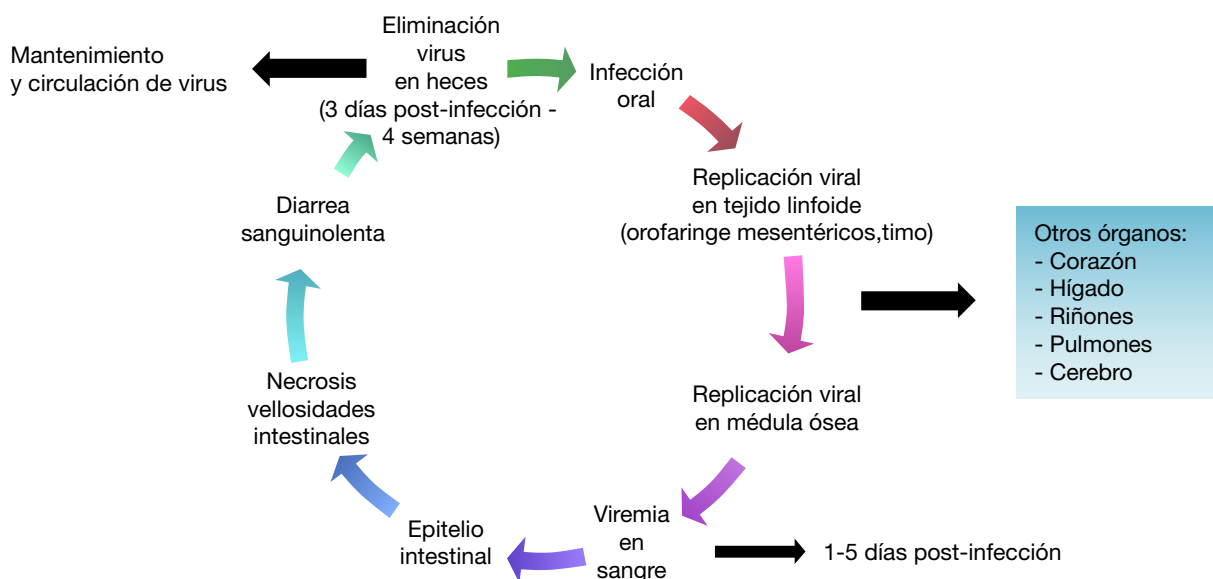 Eliminación
virus
en heces
(3 días post-infección -
4 semanas)
Mantenimiento
y circulación de virus
Infección
oral
Replicación viral
en tejido linfoide
(orofaringe mesentéricos,timo)
Otros órganos:
- Corazón
- Hígado
- Riñones
- Pulmones
- Cerebro
Replicación viral
en médula ósea
Viremia
en
sangre
1-5 días post-infección
Epitelio
intestinal
Necrosis
vellosidades
intestinales
Diarrea
sanguinolenta